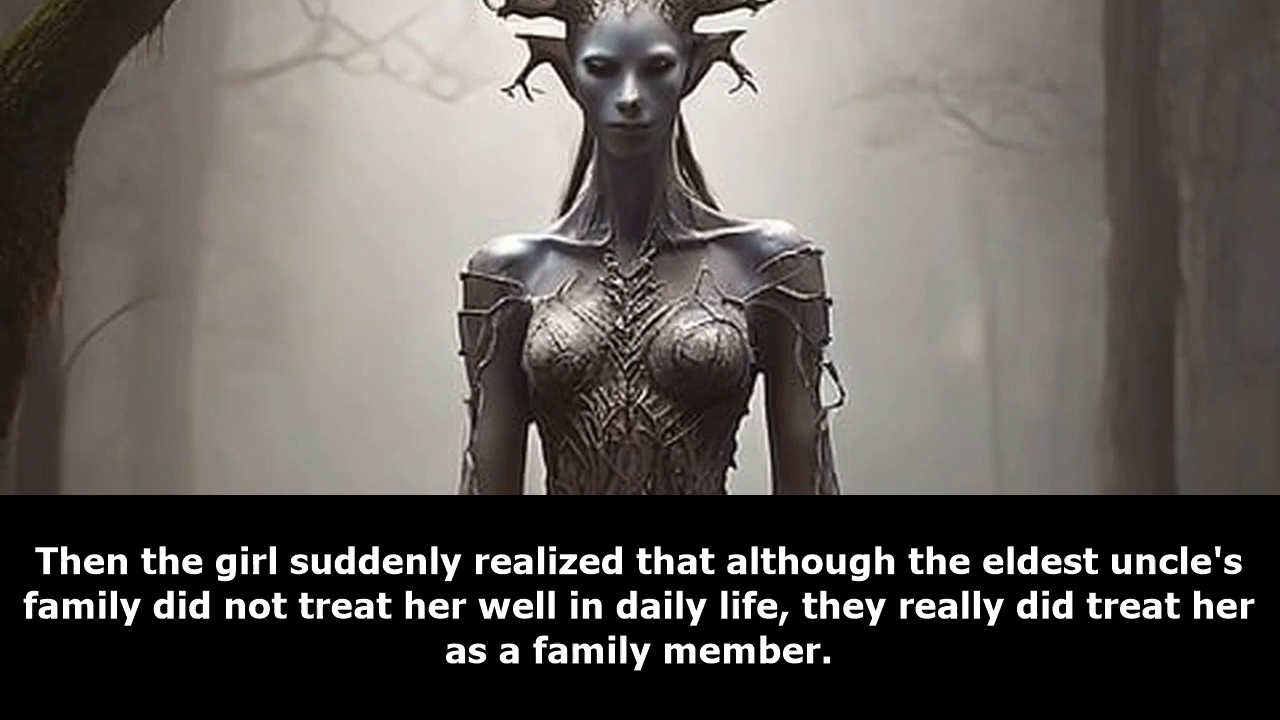 Then the girl suddenly realized that although the eldest uncle's
family did not treat her well in daily life, they really did treat her
as a family member.